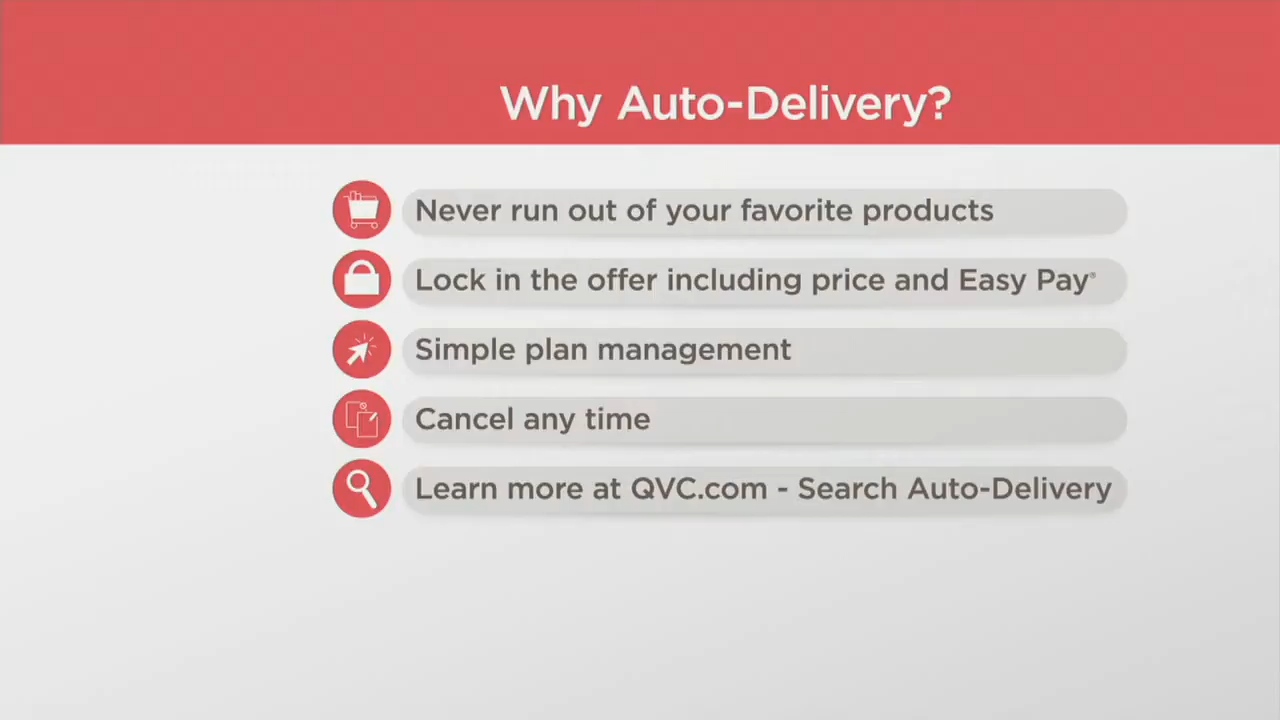 Why Auto-Delivery?
Never run out of your favorite products
Lock in the offer including price and Easy Pay®
Simple plan management
Cancel any time
Learn more at QVC.com - Search Auto-Delivery